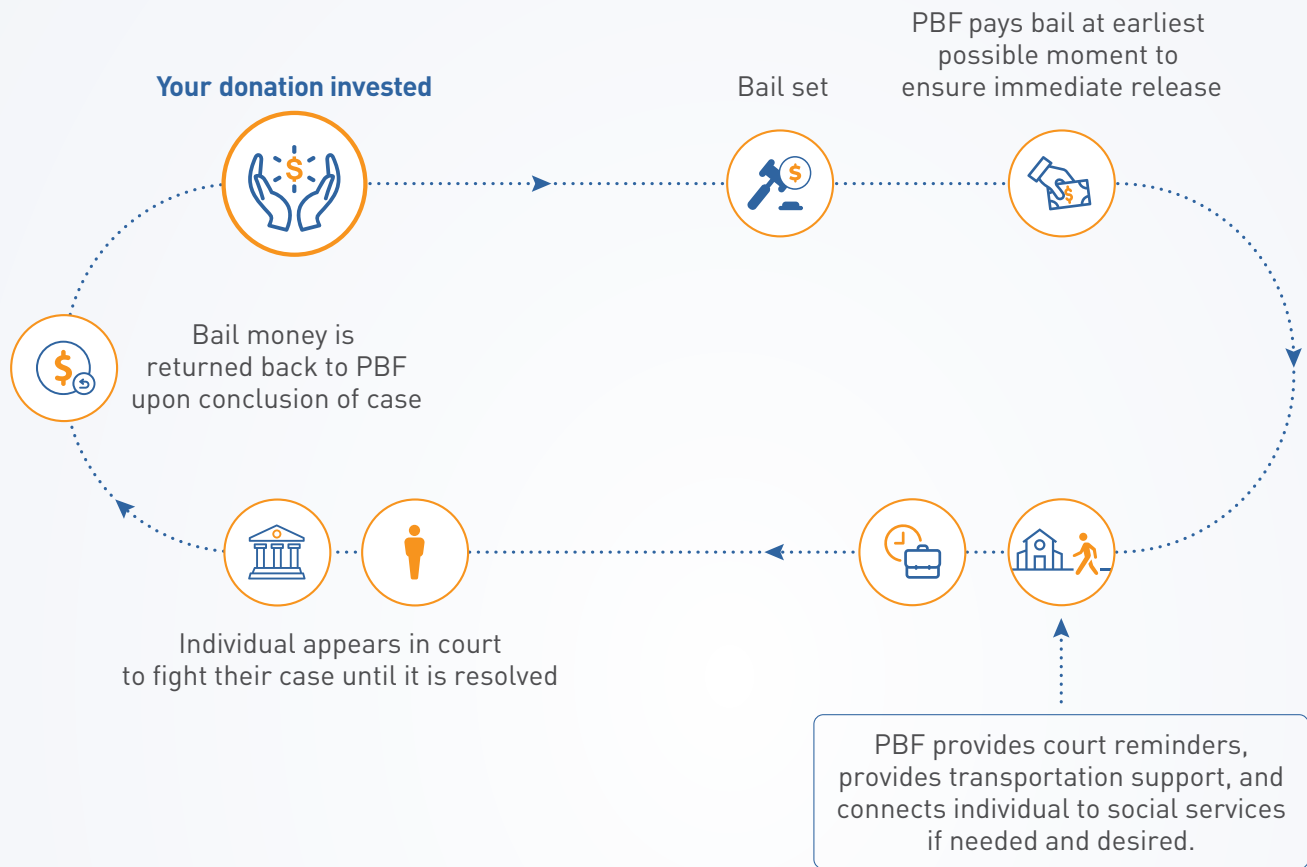 Your donation invested
Bail set
PBF pays bail at earliest
possible moment to
ensure immediate release
Bail money is
returned back to PBF
upon conclusion of case
Individual appears in court
to fight their case until it is resolved
PBF provides court reminders,
provides transportation support, and
connects individual to social services
if needed and desired.